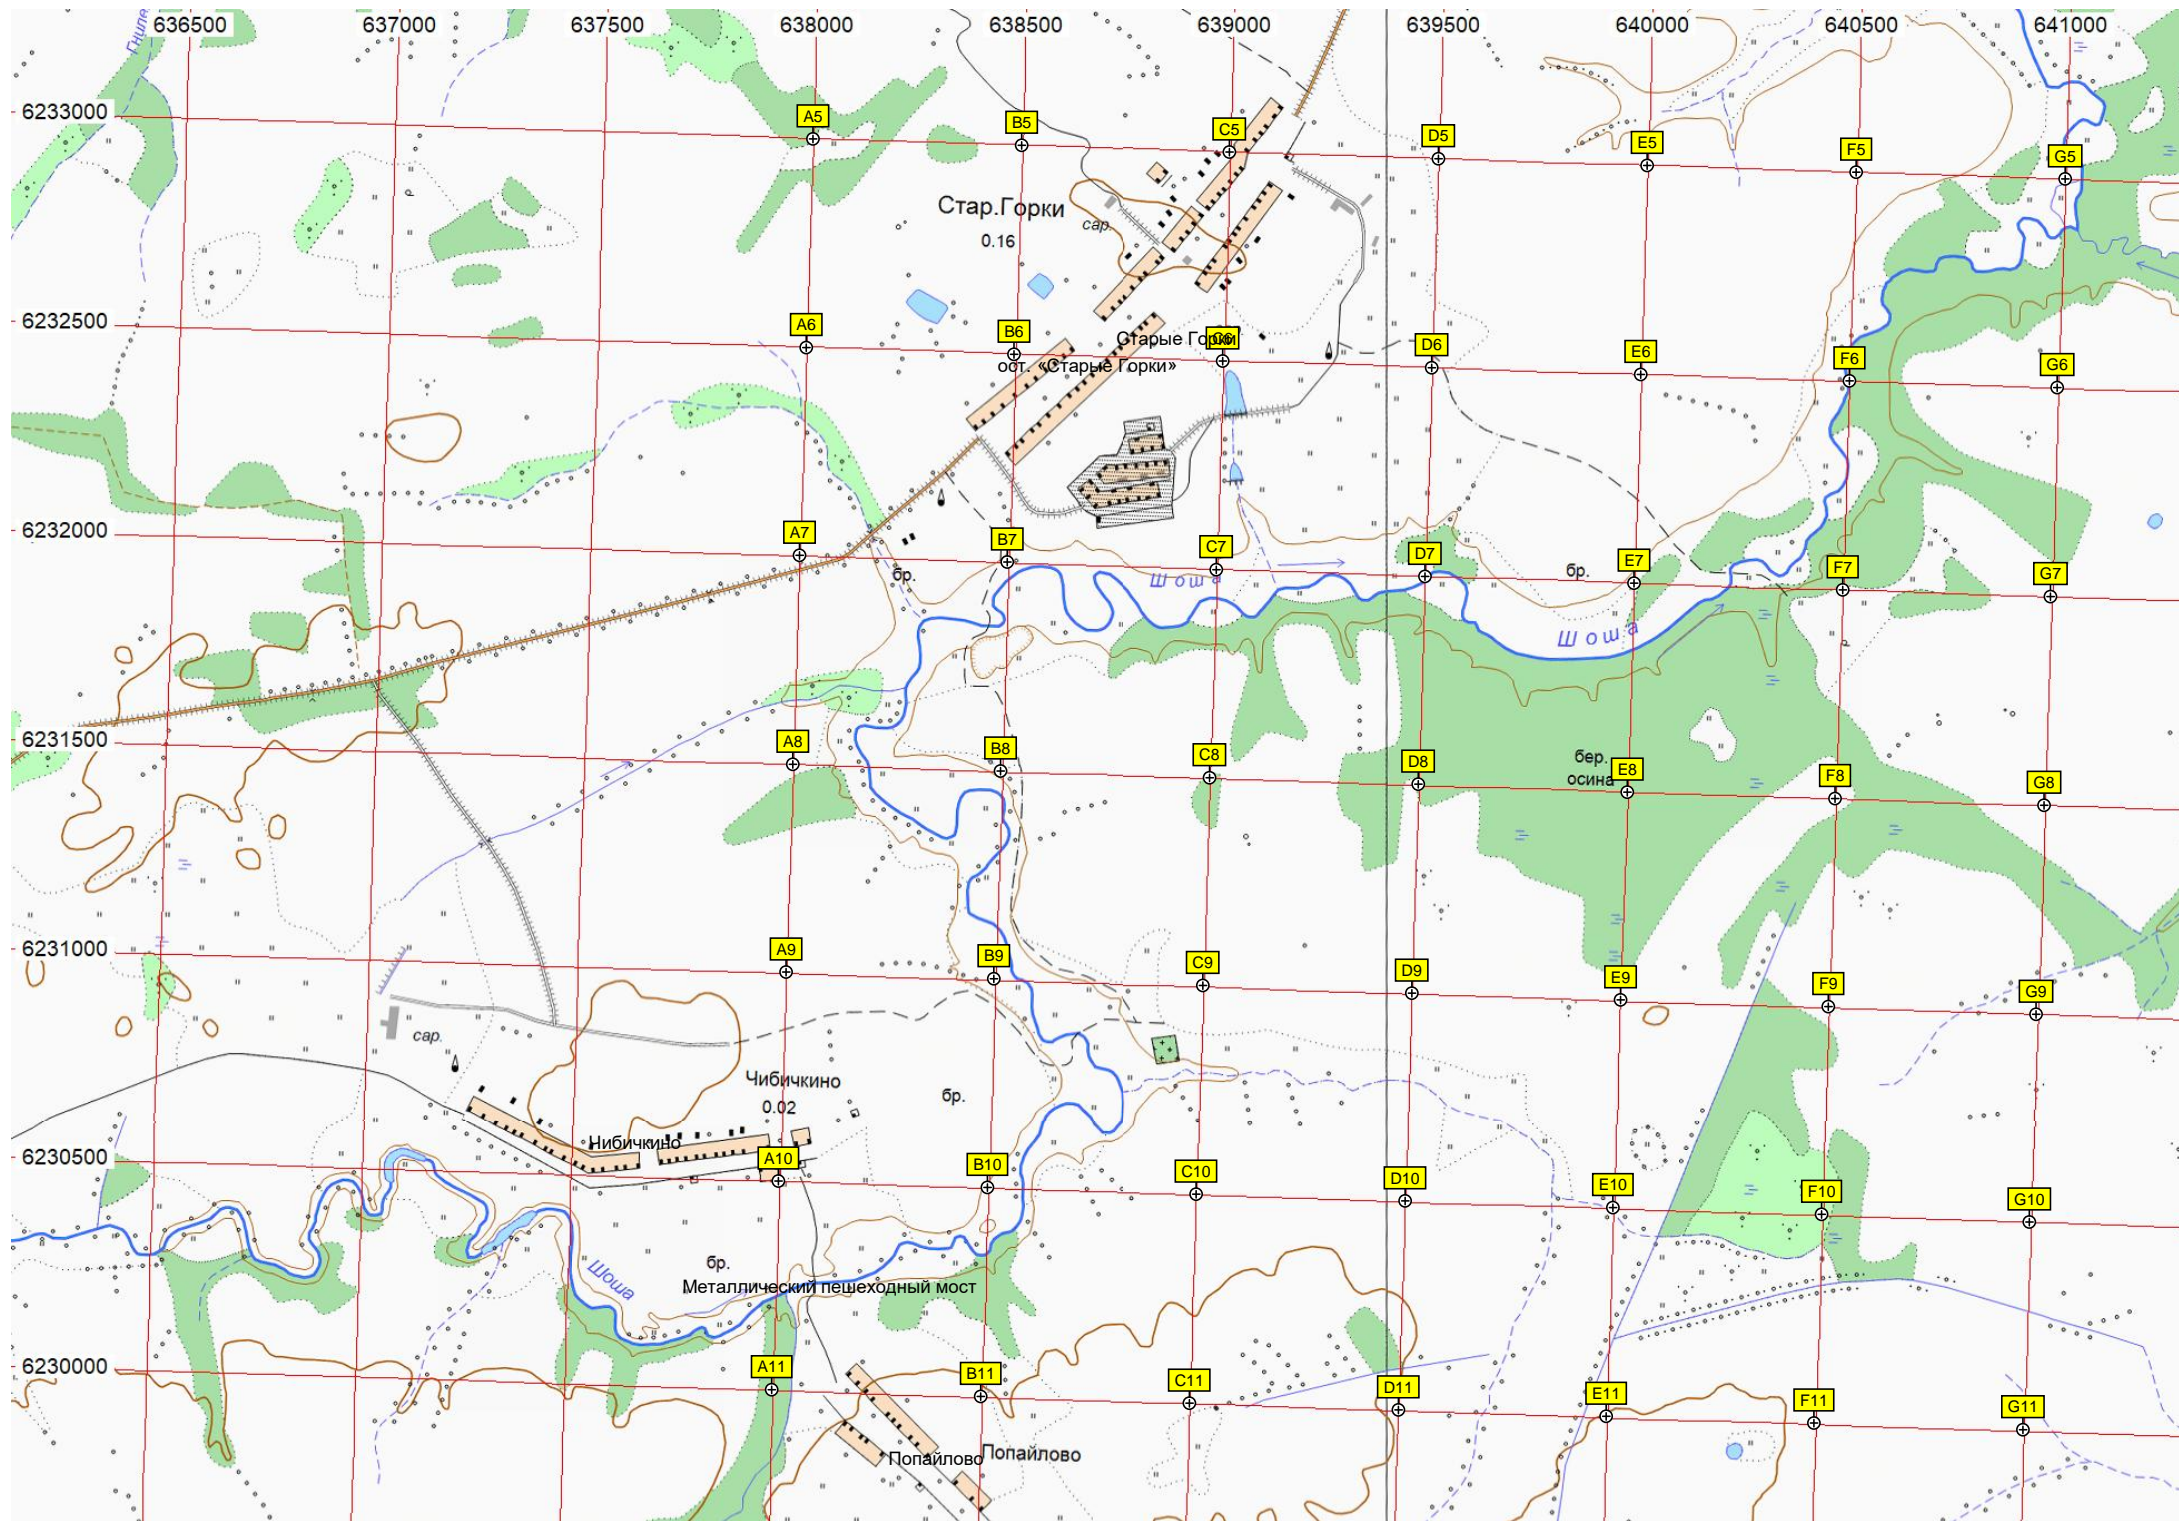 636500 637000 637500 638000 638500 639000 639500 640000 640500 641000
6233000
A5 B5 C5 D5 E5 F5 G5
Стар.Горки
сар.
0.16
6232500
A6 B6 C6 D6 E6 F6 G6
Старые Горки
ост. «Старые Горки»
6232000
A7 B7 C7 D7 E7 F7 G7
бр.
Шоша
бр.
Шоша
6231500
A8 B8 C8 D8 E8 F8 G8
бер.
осина
6231000
A9 B9 C9 D9 E9 F9 G9
сар.
Чибичкино
бр.
0.02
Чибичкино
6230500
A10 B10 C10 D10 E10 F10 G10
бр.
Шоша
Металлический пешеходный мост
6230000
A11 B11 C11 D11 E11 F11 G11
Попайлово
Попайлово